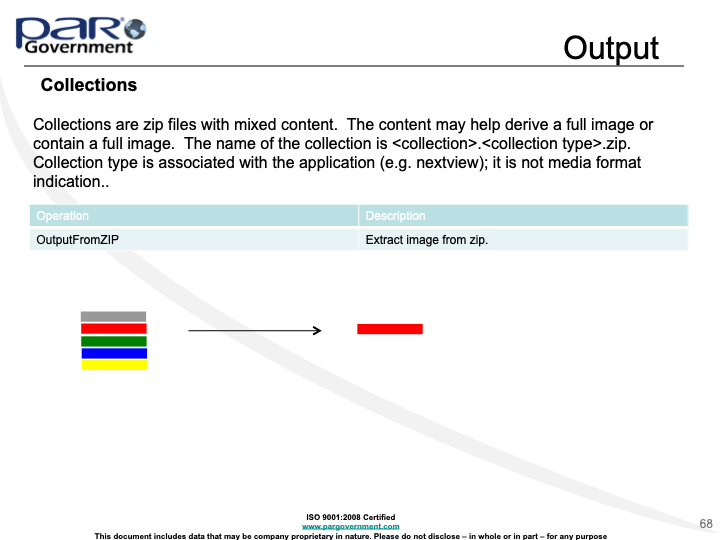 PAR
Government
Output
Collections
Collections are zip files with mixed content.  The content may help derive a full image or
contain a full image.  The name of the collection is <collection>.<collection type>.zip.
Collection type is associated with the application (e.g. nextview); it is not media format
indication..
Operation Description
OutputFromZIP Extract image from zip.
ISO 9001:2008 Certified
www.pargovernment.com
This document includes data that may be company proprietary in nature. Please do not disclose – in whole or in part – for any purpose
68